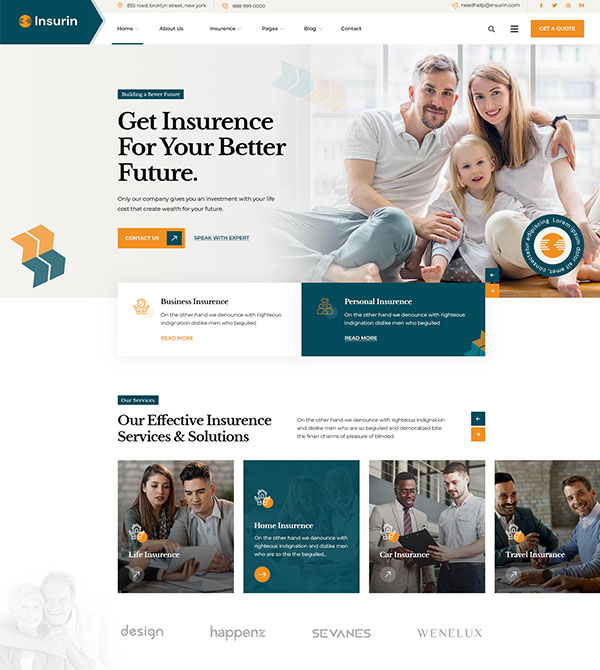 Insurin
855 road, broklyn street, new york
888 999 0000
needhelp@insurin.com
Home
About Us
Insurence
Pages
Blog
Contact
GET A QUOTE
Building a Better Future
Get Insurence
For Your Better
Future.
Only our company gives you an investment with your life
cost that create wealth for your future.
CONTACT US
SPEAK WITH EXPERT
Lorem ipsum dolor sit amet, consectetur adipiscing
Business Insurence
On the other hand we denounce with righteous
indignation dislike men who beguiled
READ MORE
Personal Insurence
On the other hand we denounce with righteous
indignation dislike men who beguiled
READ MORE
Our Services
Our Effective Insurence
Services & Solutions
On the other hand we denounce with righteous indignation
and dislike men who are so beguiled and demoralized bite
the finan charms of pleasure of blinded.
Life Insurence
Home Insurence
On the other hand we denounce with
righteous indignation and dislike men
who are so the be beguiled...
Car Insurance
Travel Insurance
design
happenz
SEVANES
WENELUX